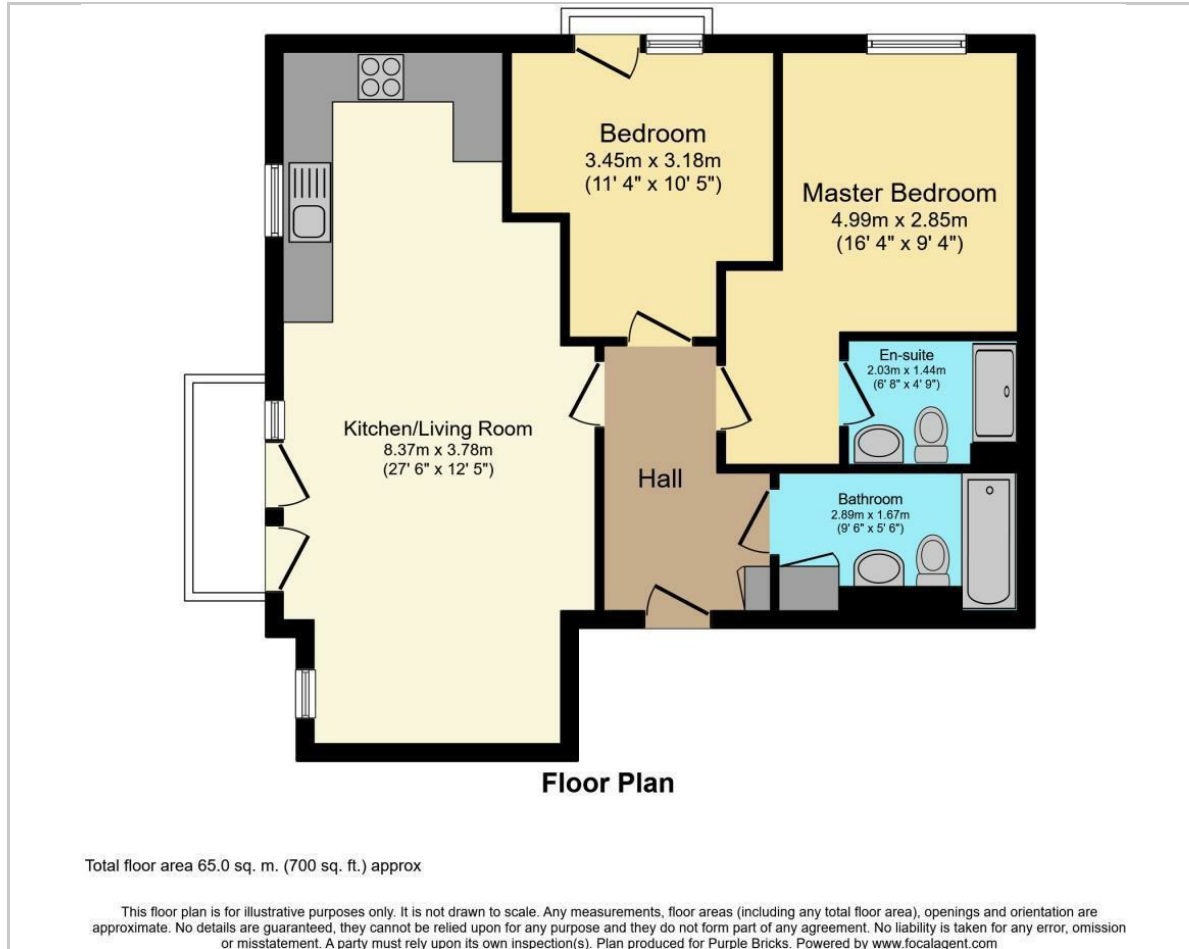 Bedroom
3.45m x 3.18m
(11' 4" x 10' 5")
Master Bedroom
4.99m x 2.85m
(16' 4" x 9' 4")
En-suite
2.03m x 1.44m
(6' 8" x 4' 9")
Kitchen/Living Room
8.37m x 3.78m
(27' 6" x 12' 5")
Hall
Bathroom
2.89m x 1.67m
(9' 6" x 5' 6")
Floor Plan
Total floor area 65.0 sq. m. (700 sq. ft.) approx
This floor plan is for illustrative purposes only. It is not drawn to scale. Any measurements, floor areas (including any total floor area), openings and orientation are
approximate. No details are guaranteed, they cannot be relied upon for any purpose and they do not form part of any agreement. No liability is taken for any error, omission
or misstatement. A party must rely upon its own inspection(s). Plan produced for Purple Bricks. Powered by www.focalagent.com